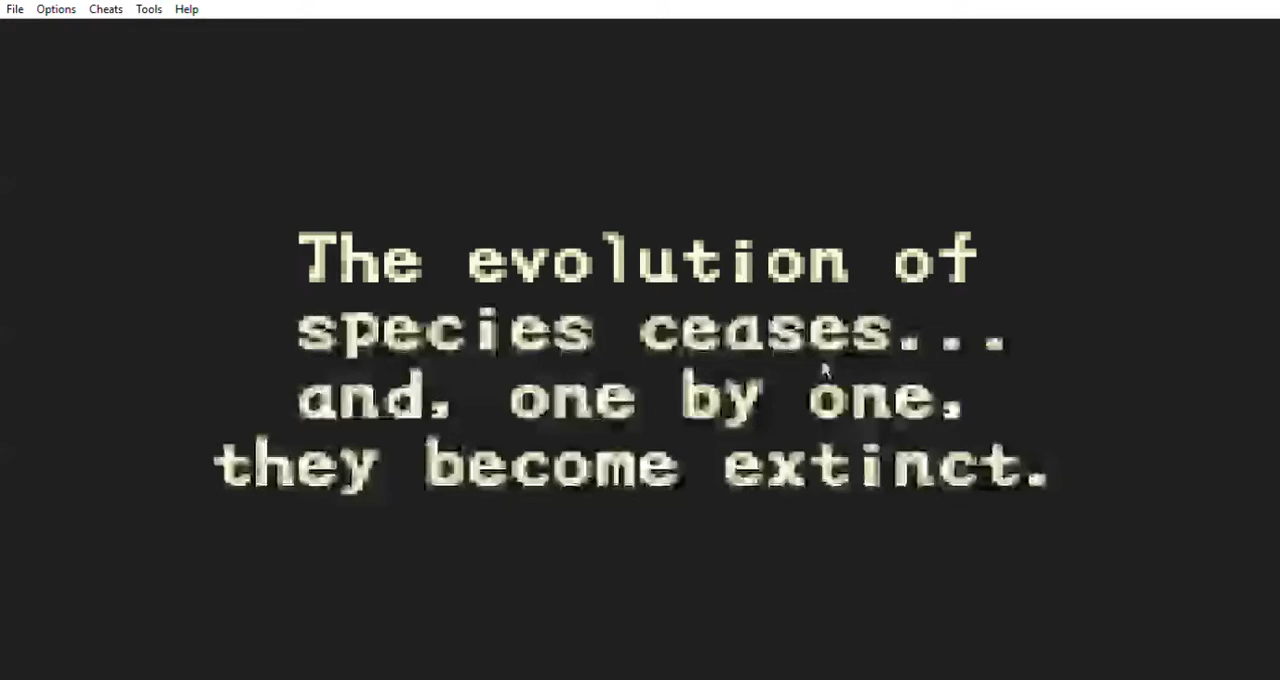 File Options Cheats Tools Help
The evolution of
species ceases...
and, one by one,
they become extinct.